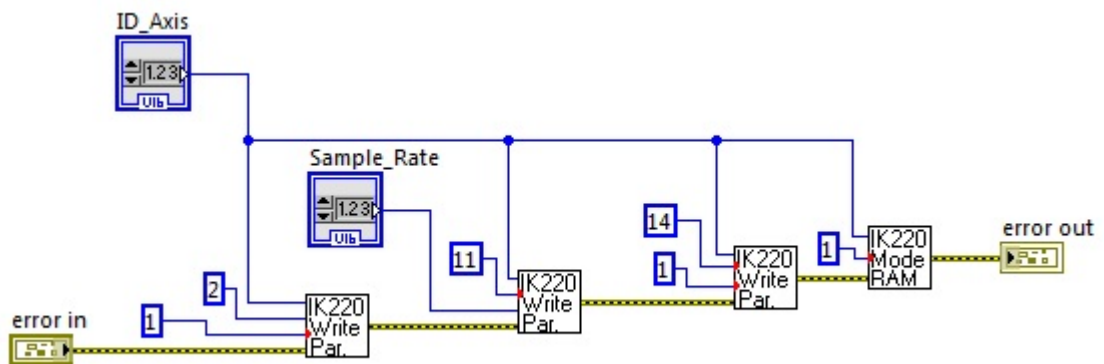 ID_Axis
1.23
U16
Sample_Rate
1.23
U16
14
1
IK220
Write
Par.
1
IK220
Mode
RAM
error out
11
IK220
Write
Par.
2
1
IK220
Write
Par.
error in